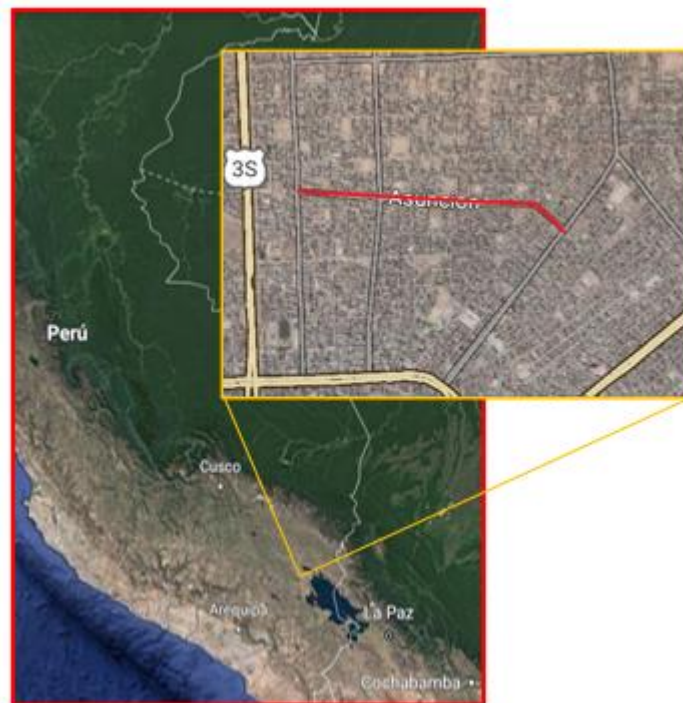 3S
Asunción
Perú
Cusco
Arequipa
La Paz
Cochabamba